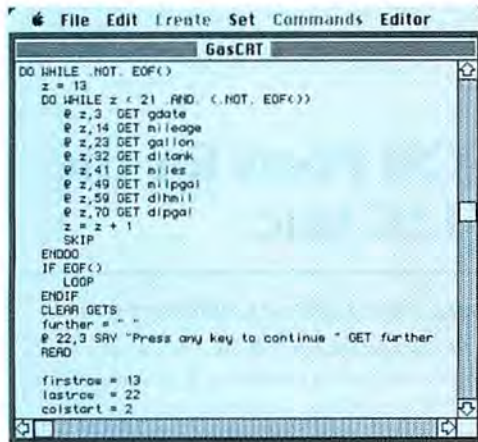 File Edit Create Set Commands Editor
GasCRT
DO WHILE .NOT. EOF()
z = 13
DO WHILE z < 21 .AND. (.NOT. EOF())
@ z,3 GET gdate
@ z,14 GET mileage
@ z,23 GET gallon
@ z,32 GET dltank
@ z,41 GET miles
@ z,49 GET milpgal
@ z,59 GET dlhmil
@ z,70 GET dlpgal
z = z + 1
SKIP
ENDDO
IF EOF()
LOOP
ENDIF
CLEAR GETS
further = " "
@ 22,3 SAY "Press any key to continue " GET further
READ
firstrow = 13
lastrow = 22
colstart = 2